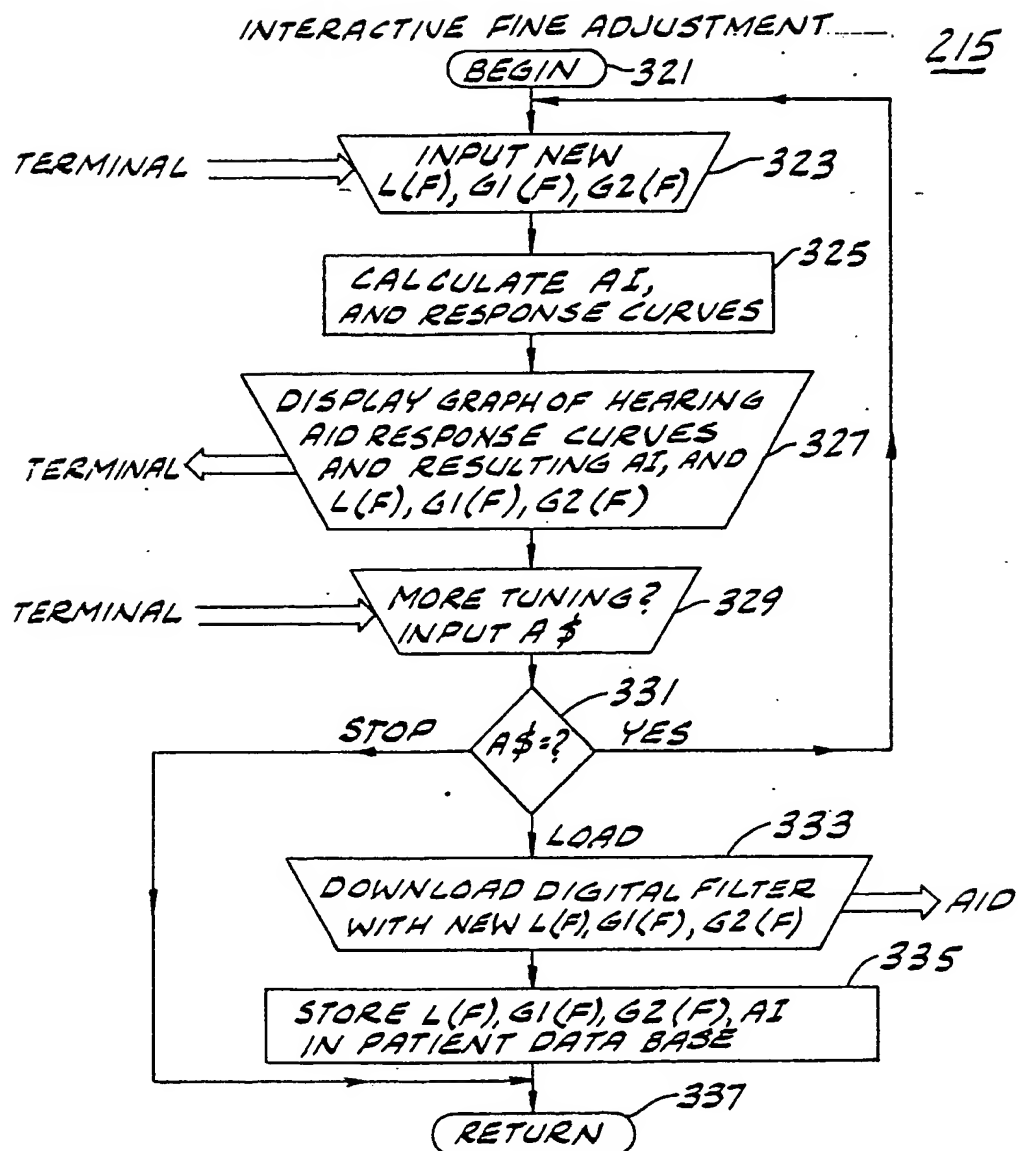 INTERACTIVE FINE ADJUSTMENT
215
BEGIN
321
TERMINAL
INPUT NEW
L(F), G1(F), G2(F)
323
325
CALCULATE AI,
AND RESPONSE CURVES
DISPLAY GRAPH OF HEARING
AID RESPONSE CURVES
AND RESULTING AI, AND
L(F), G1(F), G2(F)
327
TERMINAL
TERMINAL
MORE TUNING?
INPUT A$
329
331
STOP
A$=?
YES
LOAD
333
DOWNLOAD DIGITAL FILTER
WITH NEW L(F), G1(F), G2(F)
AID
335
STORE L(F), G1(F), G2(F), AI
IN PATIENT DATA BASE
337
RETURN